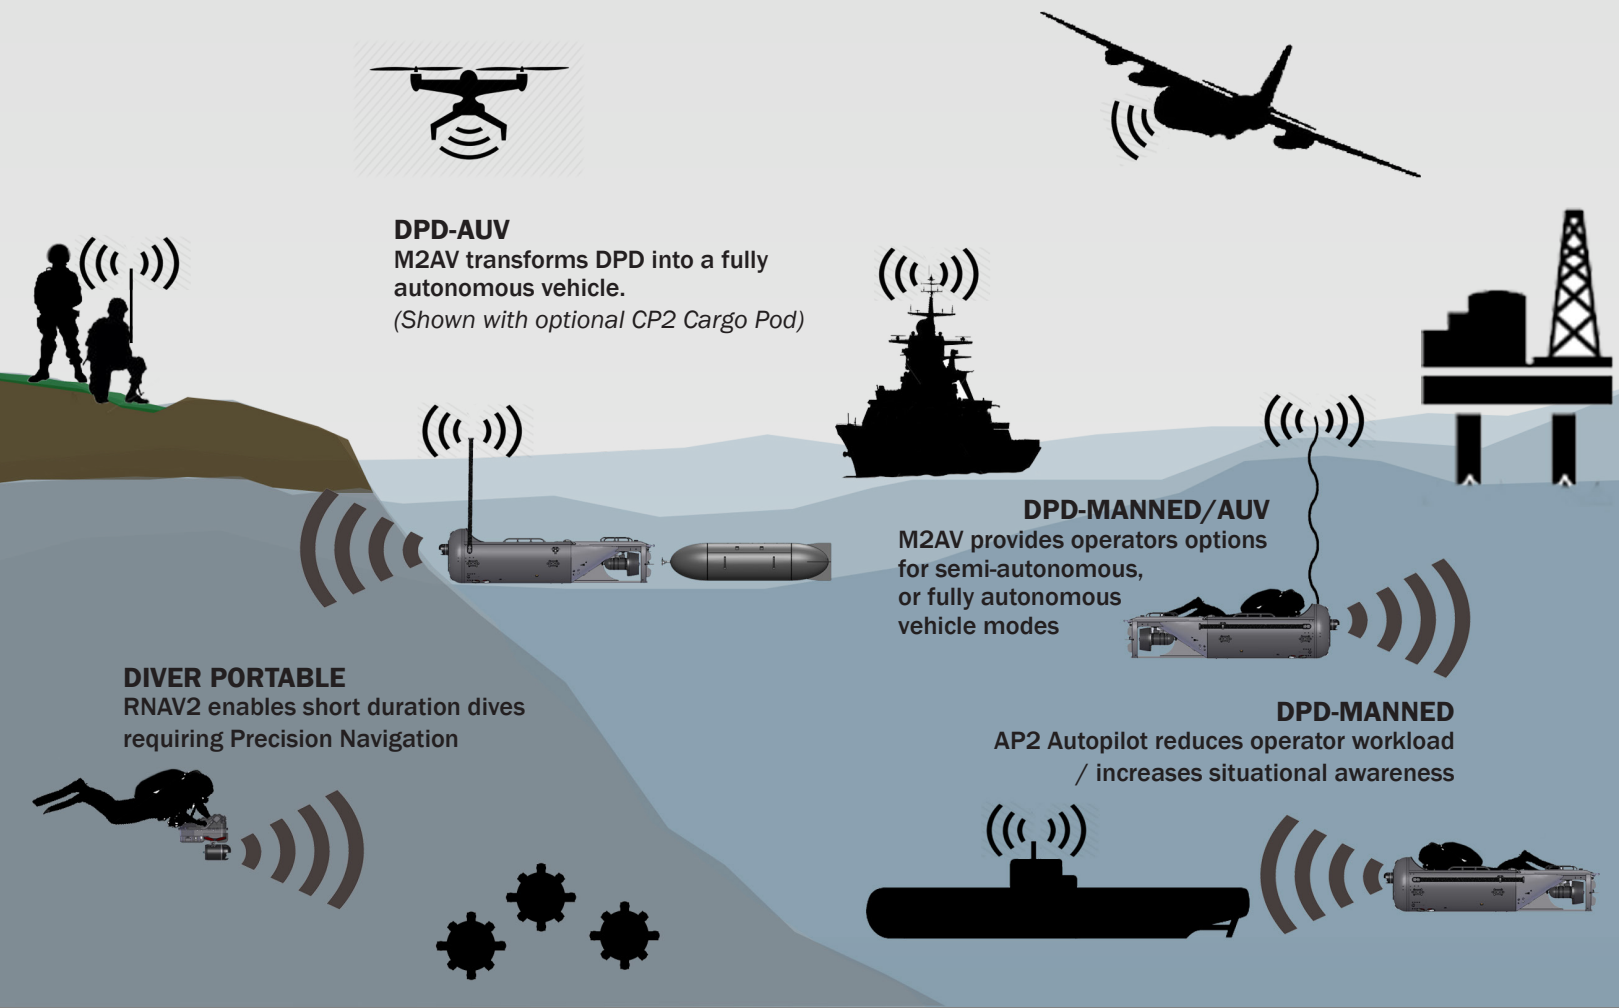 DPD-AUV
M2AV transforms DPD into a fully
autonomous vehicle.
(Shown with optional CP2 Cargo Pod)
DPD-MANNED/AUV
M2AV provides operators options
for semi-autonomous,
or fully autonomous
vehicle modes
DIVER PORTABLE
RNAV2 enables short duration dives
requiring Precision Navigation
DPD-MANNED
AP2 Autopilot reduces operator workload
/ increases situational awareness